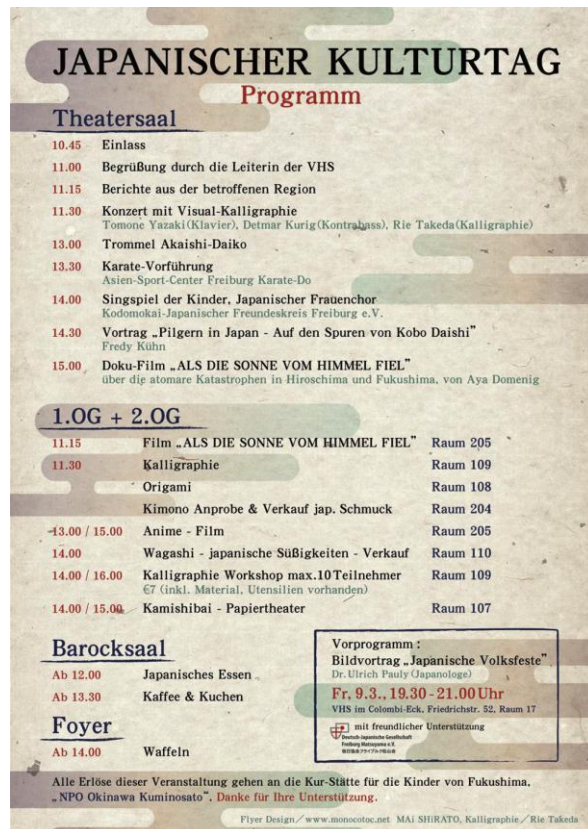 JAPANISCHER KULTURTAG
Programm
Theatersaal
10.45 Einlass
11.00 Begrüßung durch die Leiterin der VHS
11.15 Berichte aus der betroffenen Region
11.30 Konzert mit Visual-Kalligraphie
Tomone Yazaki(Klavier), Detmar Kurig(Kontrabass), Rie Takeda(Kalligraphie)
13.00 Trommel Akaishi-Daiko
13.30 Karate-Vorführung
Asien-Sport-Center Freiburg Karate-Do
14.00 Singspiel der Kinder, Japanischer Frauenchor
Kodomokai-Japanischer Freundeskreis Freiburg e.V.
14.30 Vortrag „Pilgern in Japan - Auf den Spuren von Kobo Daishi"
Fredy Kühn
15.00 Doku-Film „ALS DIE SONNE VOM HIMMEL FIEL"
über die atomare Katastrophen in Hiroschima und Fukushima, von Aya Domenig
1.OG + 2.OG
11.15 Film „ALS DIE SONNE VOM HIMMEL FIEL" Raum 205
11.30 Kalligraphie Raum 109
Origami Raum 108
Kimono Anprobe & Verkauf jap. Schmuck Raum 204
13.00 / 15.00 Anime - Film Raum 205
14.00 Wagashi - japanische Süßigkeiten - Verkauf Raum 110
14.00 / 16.00 Kalligraphie Workshop max.10Teilnehmer Raum 109
€7 (inkl. Material, Utensilien vorhanden)
14.00 / 15.00 Kamishibai - Papiertheater Raum 107
Barocksaal
Ab 12.00 Japanisches Essen
Ab 13.30 Kaffee & Kuchen
Foyer
Ab 14.00 Waffeln
Vorprogramm :
Bildvortrag „Japanische Volksfeste"
Dr.Ulrich Pauly(Japanologe)
Fr, 9.3., 19.30 - 21.00Uhr
VHS im Colombi-Eck, Friedrichstr. 52, Raum 17
mit freundlicher Unterstützung
Deutsch-Japanische Gesellschaft
Freiburg Matsuyama e.V.
Alle Erlöse dieser Veranstaltung gehen an die Kur-Stätte für die Kinder von Fukushima,
„NPO Okinawa Kuminosato", Danke für Ihre Unterstützung.
Flyer Design／www.monocotoc.net MAi SHiRATO, Kalligraphie／Rie Takeda